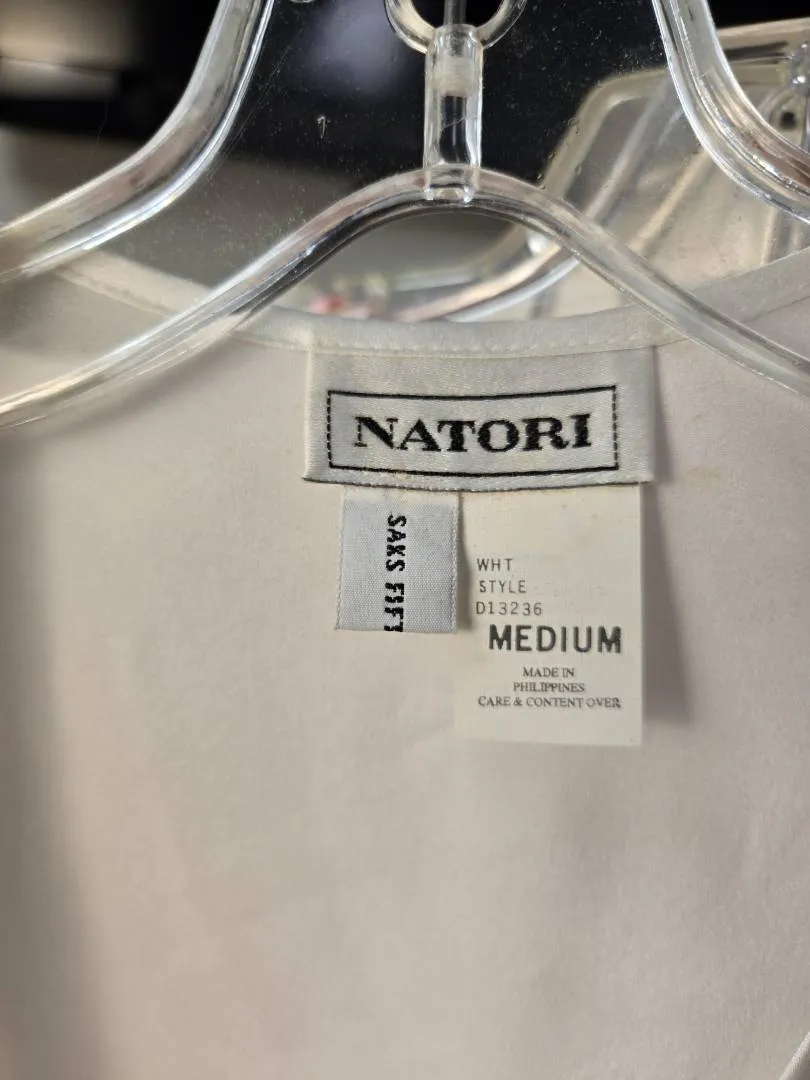 NATORI
SAKS FIFT
WHT
STYLE
D13236
MEDIUM
MADE IN
PHILIPPINES
CARE & CONTENT OVER